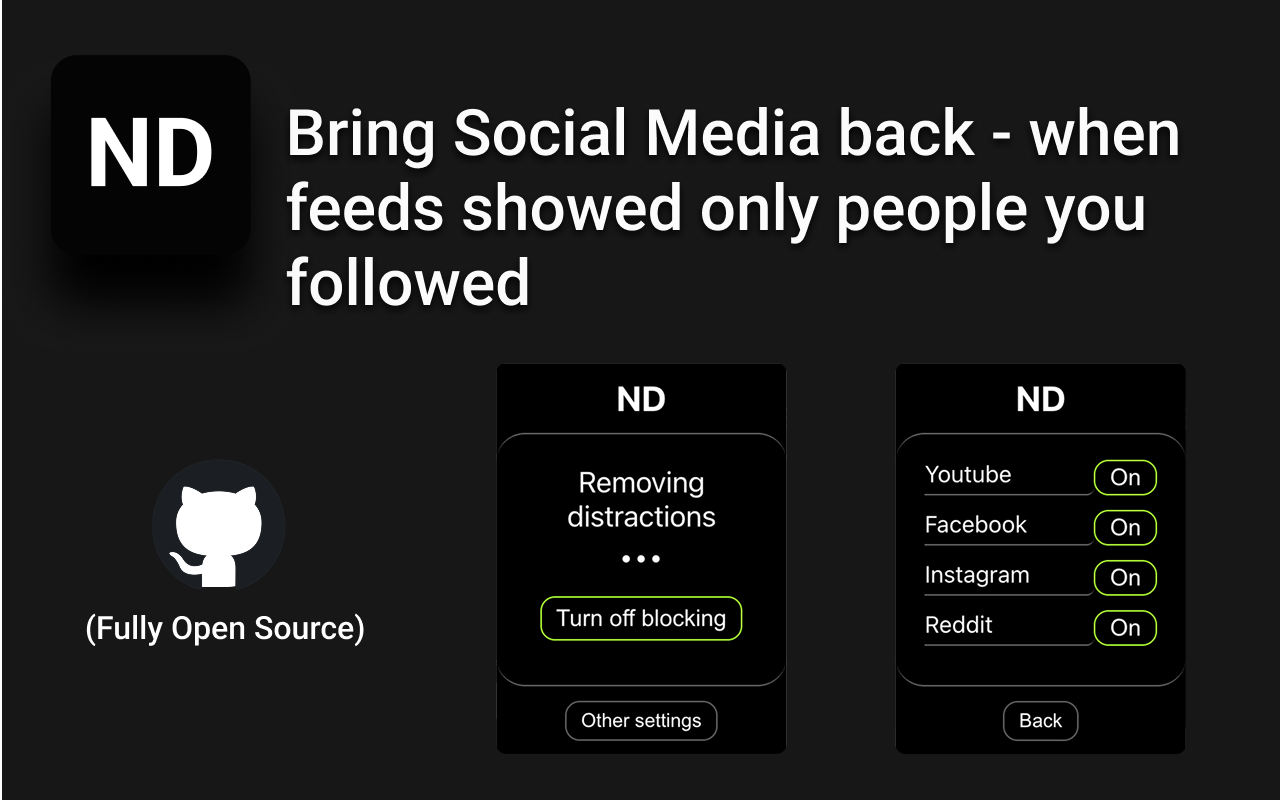 ND
Bring Social Media back - when
feeds showed only people you
followed
(Fully Open Source)
ND
Removing
distractions
Turn off blocking
Other settings
ND
Youtube On
Facebook On
Instagram On
Reddit On
Back